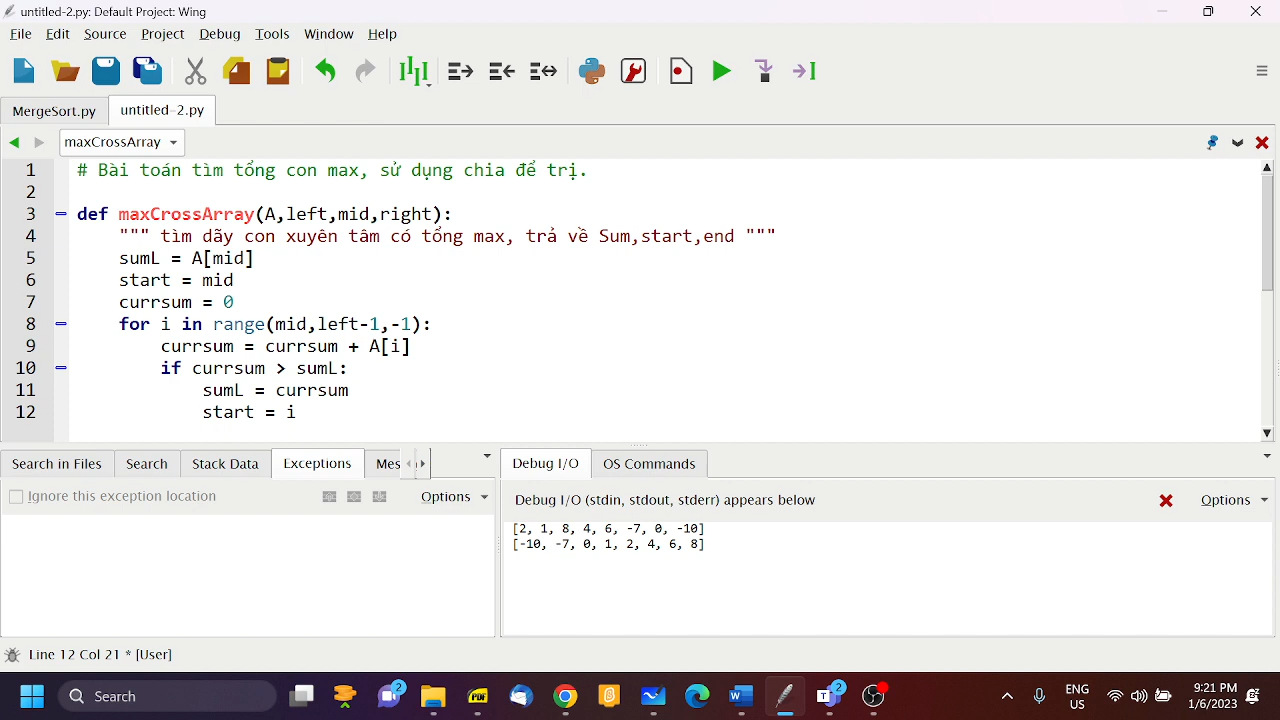 untitled-2.py: Default Project: Wing
File Edit Source Project Debug Tools Window Help
MergeSort.py untitled-2.py
maxCrossArray
1 # Bài toán tìm tổng con max, sử dụng chia để trị.
2
3 def maxCrossArray(A,left,mid,right):
4 """ tìm dãy con xuyên tâm có tổng max, trả về Sum,start,end """
5 sumL = A[mid]
6 start = mid
7 currsum = 0
8 for i in range(mid,left-1,-1):
9 currsum = currsum + A[i]
10 if currsum > sumL:
11 sumL = currsum
12 start = i
Search in Files Search Stack Data Exceptions Mes Debug I/O OS Commands
Ignore this exception location Options Debug I/O (stdin, stdout, stderr) appears below Options
[2, 1, 8, 4, 6, -7, 0, -10]
[-10, -7, 0, 1, 2, 4, 6, 8]
Line 12 Col 21 * [User]
Search 2 PDF W 2 ENG 9:21 PM
US 1/6/2023